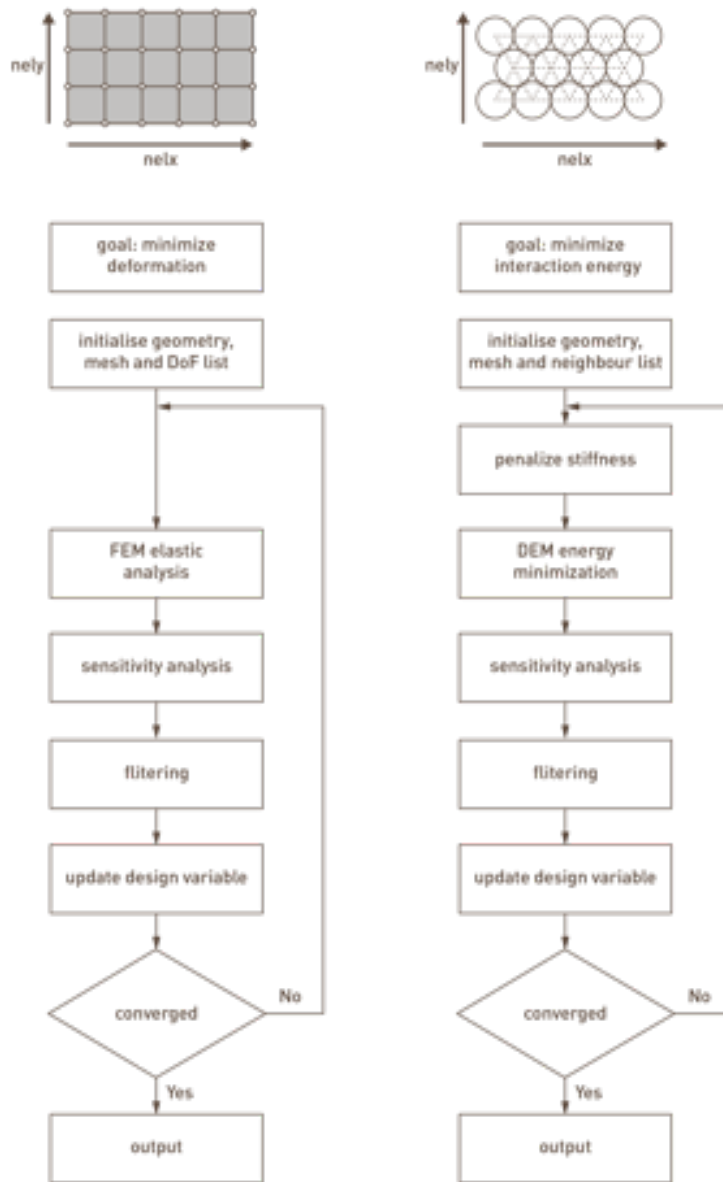 nely
nelx
goal: minimize
deformation
initialise geometry,
mesh and DoF list
FEM elastic
analysis
sensitivity analysis
flitering
update design variable
converged
No
Yes
output
nely
nelx
goal: minimize
interaction energy
initialise geometry,
mesh and neighbour list
penalize stiffness
DEM energy
minimization
sensitivity analysis
flitering
update design variable
converged
No
Yes
output